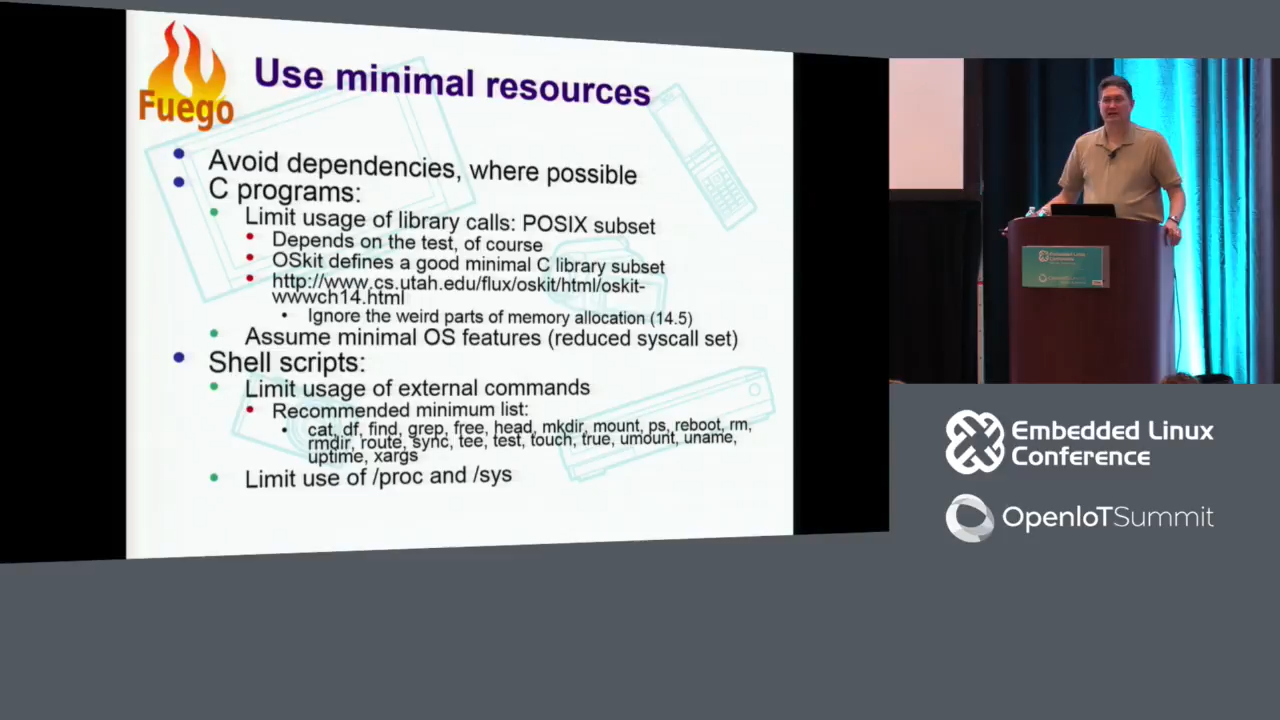 Fuego
Use minimal resources
Avoid dependencies, where possible
C programs:
Limit usage of library calls: POSIX subset
Depends on the test, of course
OSkit defines a good minimal C library subset
http://www.cs.utah.edu/flux/oskit/html/oskit-
wwwch14.html
Ignore the weird parts of memory allocation (14.5)
Assume minimal OS features (reduced syscall set)
Shell scripts:
Limit usage of external commands
Recommended minimum list:
cat, df, find, grep, free, head, mkdir, mount, ps, reboot, rm,
rmdir, route, sync, tee, test, touch, true, umount, uname,
uptime, xargs
Limit use of /proc and /sys
Embedded Linux
Conference
OpenIoTSummit
Embedded Linux
Conference
OpenIoTSummit